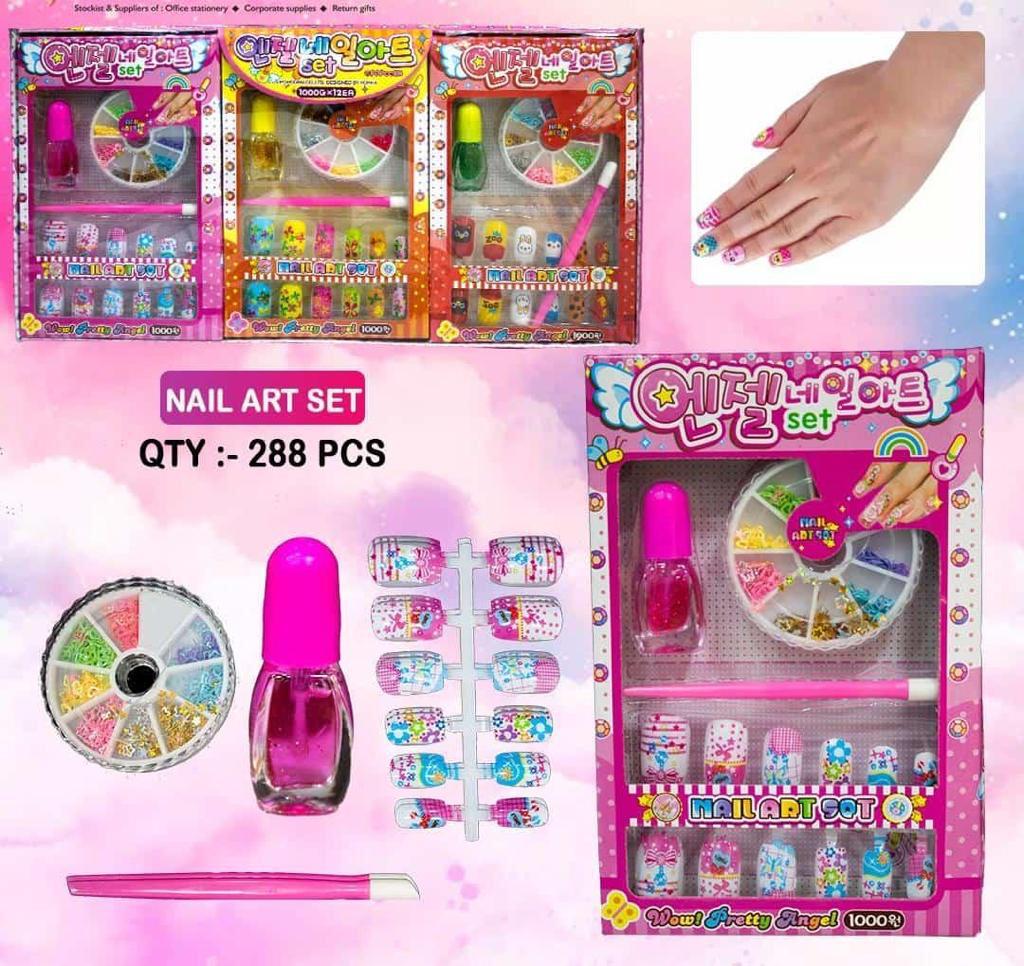 Stockist & Suppliers of : Office stationery ◆ Corporate supplies ◆ Return gifts
엔젤 네일아트
set
NAIL ART SET
Wow! Pretty Angel 1000원
엔젤 네일아트
set
1000G×12EA
NAIL ART SET
Wow! Pretty Angel 1000원
엔젤 네일아트
set
ZOO
NAIL ART SET
ZOO
Wow! Pretty Angel 1000원
NAIL ART SET
QTY :- 288 PCS
엔젤 네일아트
set
NAIL
ART SET
NAIL ART SET
Wow! Pretty Angel 1000원